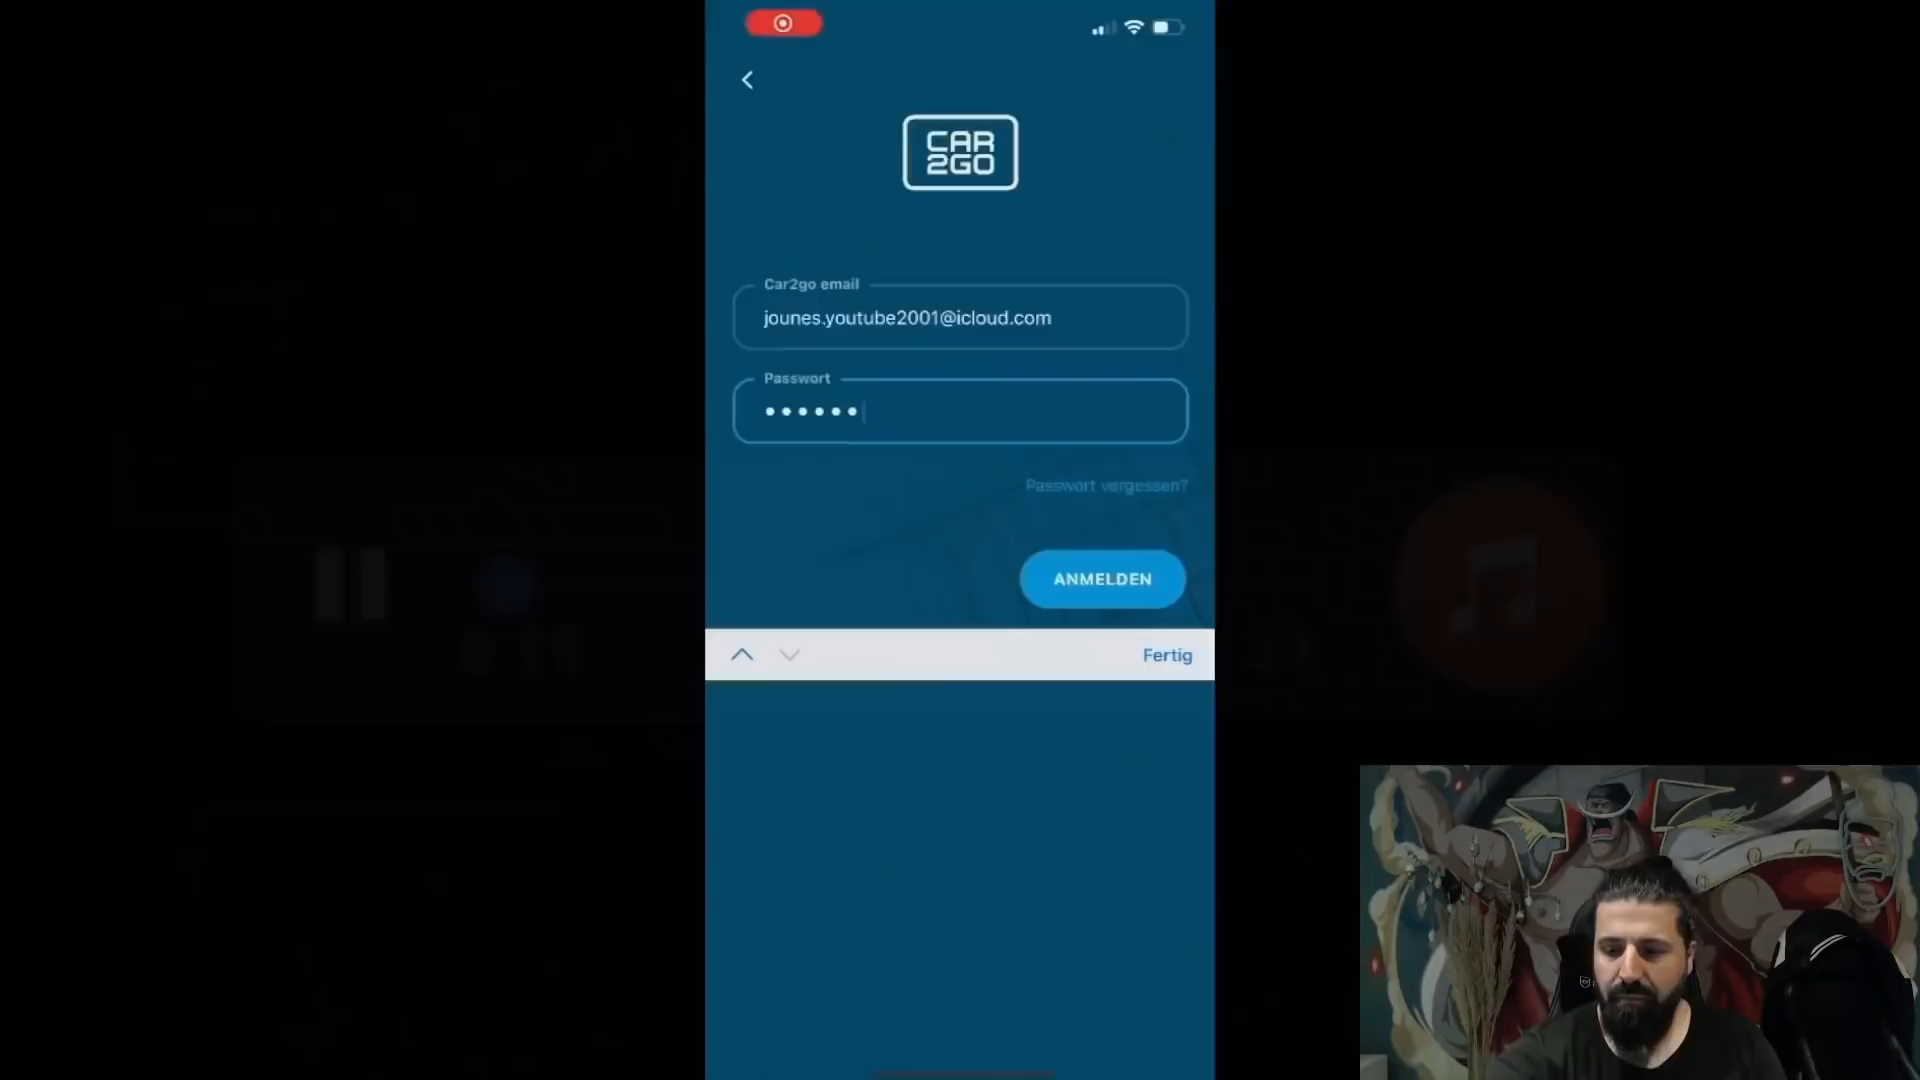 CAR
2GO
Car2go email
jounes.youtube2001@icloud.com
Passwort
Passwort vergessen?
ANMELDEN
Fertig